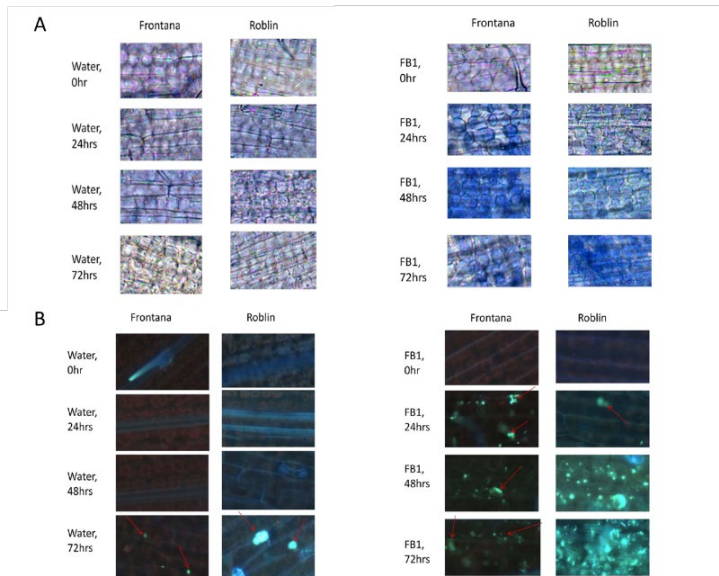 A
Frontana Roblin
Water,
0hr
Water,
24hrs
Water,
48hrs
Water,
72hrs
Frontana Roblin
FB1,
0hr
FB1,
24hrs
FB1,
48hrs
FB1,
72hrs
B
Frontana Roblin
Water,
0hr
Water,
24hrs
Water,
48hrs
Water,
72hrs
Frontana Roblin
FB1,
0hr
FB1,
24hrs
FB1,
48hrs
FB1,
72hrs